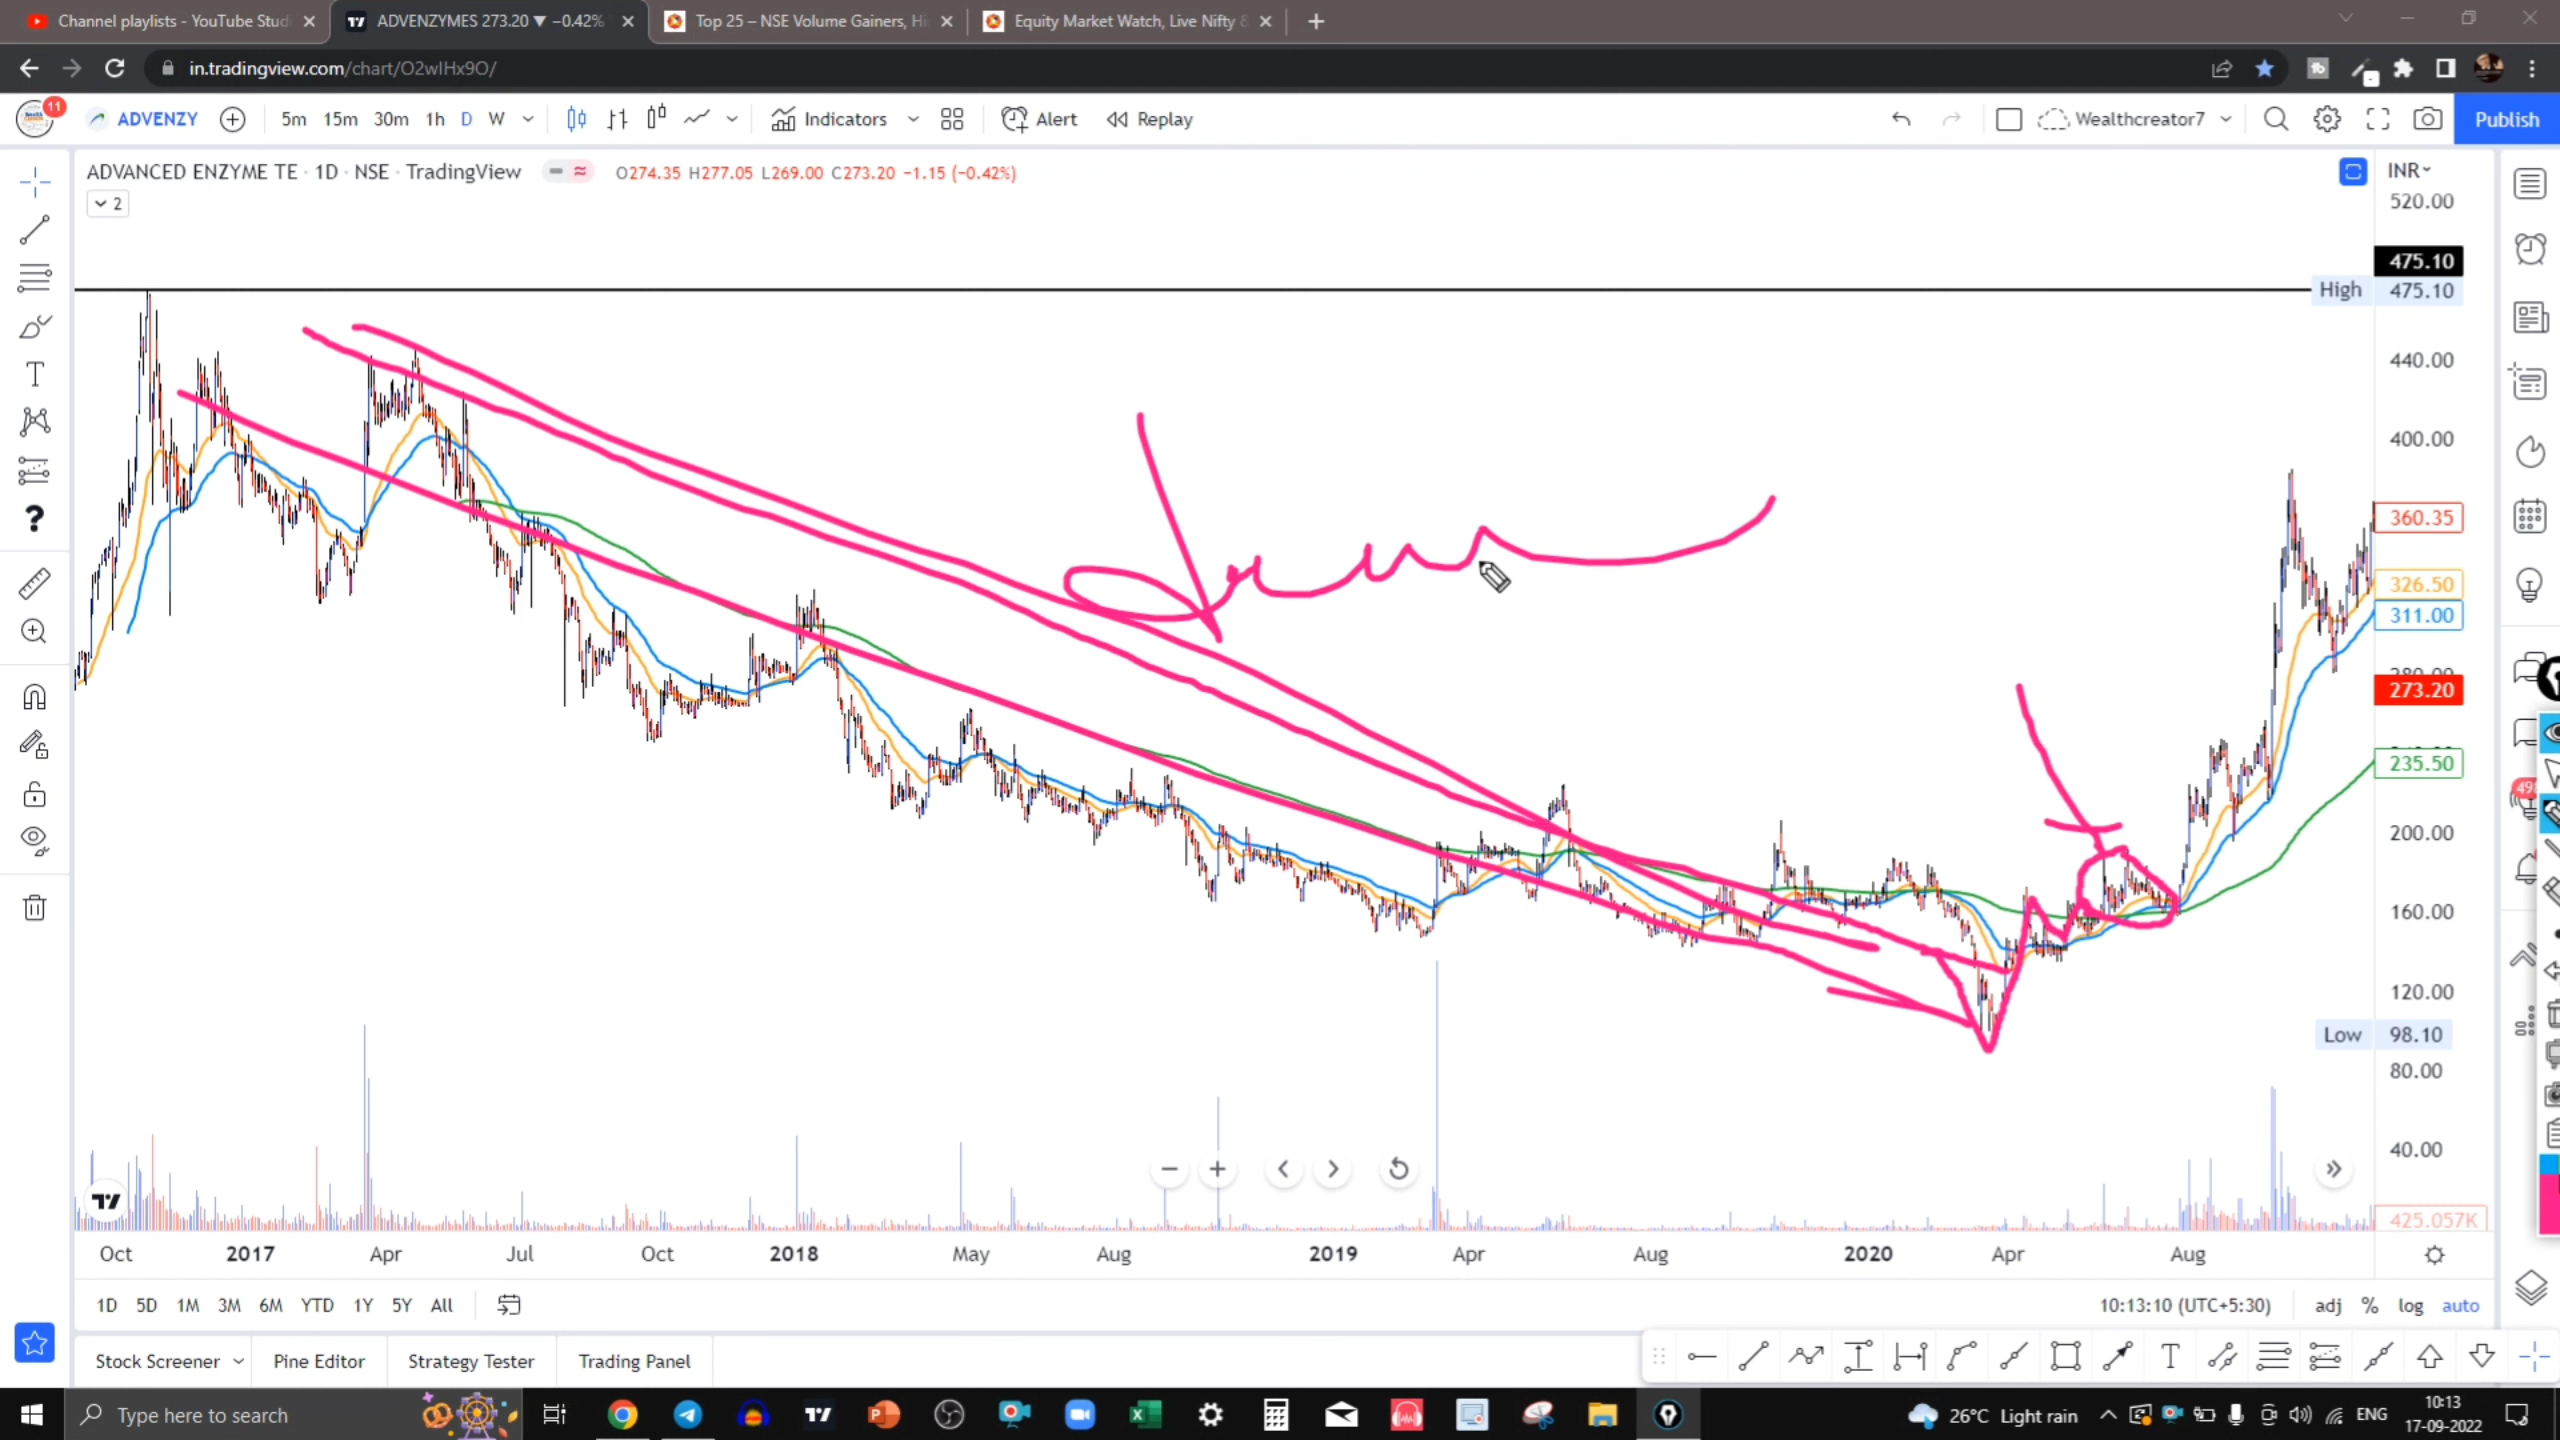 Channel playlists - YouTube Stud
ADVENZYMES 273.20 ▼ −0.42%
Top 25 – NSE Volume Gainers, Hi
Equity Market Watch, Live Nifty &
in.tradingview.com/chart/O2wIHx9O/
11
ADVENZY
5m 15m 30m 1h D W
Indicators
Alert
Replay
Wealthcreator7
Publish
ADVANCED ENZYME TE · 1D · NSE · TradingView
O274.35 H277.05 L269.00 C273.20 −1.15 (−0.42%)
2
INR
520.00
475.10
High 475.10
440.00
400.00
360.35
326.50
311.00
273.20
235.50
200.00
160.00
120.00
Low 98.10
80.00
40.00
425.057K
Oct 2017 Apr Jul Oct 2018 May Aug 2019 Apr Aug 2020 Apr Aug
1D 5D 1M 3M 6M YTD 1Y 5Y All
10:13:10 (UTC+5:30) adj % log auto
Stock Screener Pine Editor Strategy Tester Trading Panel
Type here to search
26°C Light rain
ENG
10:13
17-09-2022